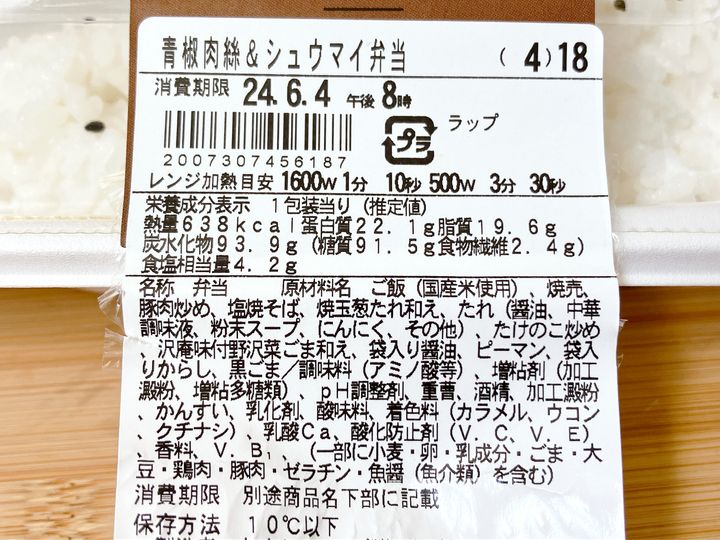 青椒肉絲＆シュウマイ弁当 （4）18
消費期限 24.6.4 午後 8時
プラ ラップ
2007307456187
レンジ加熱目安 1600W 1分 10秒 500W 3分 30秒
栄養成分表示 1包装当り（推定値）
熱量638kcal蛋白質22.1g脂質19.6g
炭水化物93.9g（糖質91.5g食物繊維2.4g）
食塩相当量4.2g
名称 弁当 原材料名 ご飯（国産米使用）、焼売、
豚肉炒め、塩焼そば、焼玉葱たれ和え、たれ（醤油、中華
調味液、粉末スープ、にんにく、その他）、たけのこ炒め
、沢庵味付野沢菜ごま和え、袋入り醤油、ピーマン、袋入
りからし、黒ごま／調味料（アミノ酸等）、増粘剤（加工
澱粉、増粘多糖類）、pH調整剤、重曹、酒精、加工澱粉
、かんすい、乳化剤、酸味料、着色料（カラメル、ウコン
、クチナシ）、乳酸Ca、酸化防止剤（V.C、V.E）
、香料、V.B₁、（一部に小麦・卵・乳成分・ごま・大
豆・鶏肉・豚肉・ゼラチン・魚醤（魚介類）を含む）
消費期限 別途商品名下部に記載
保存方法 10℃以下